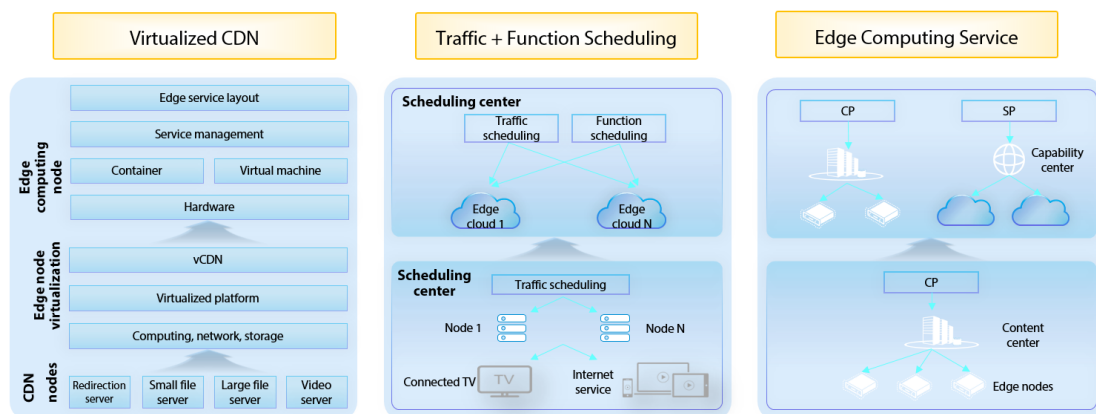 Virtualized CDN
Edge computing
node
Edge service layout
Service management
Container
Virtual machine
Hardware
Edge node
virtualization
vCDN
Virtualized platform
Computing, network, storage
CDN
nodes
Redirection
server
Small file
server
Large file
server
Video
server
Traffic + Function Scheduling
Scheduling center
Traffic
scheduling
Function
scheduling
Edge
cloud 1
Edge
cloud N
Scheduling
center
Traffic scheduling
Node 1
Node N
Connected TV
TV
Internet
service
Edge Computing Service
CP
SP
Capability
center
CP
Content
center
Edge nodes